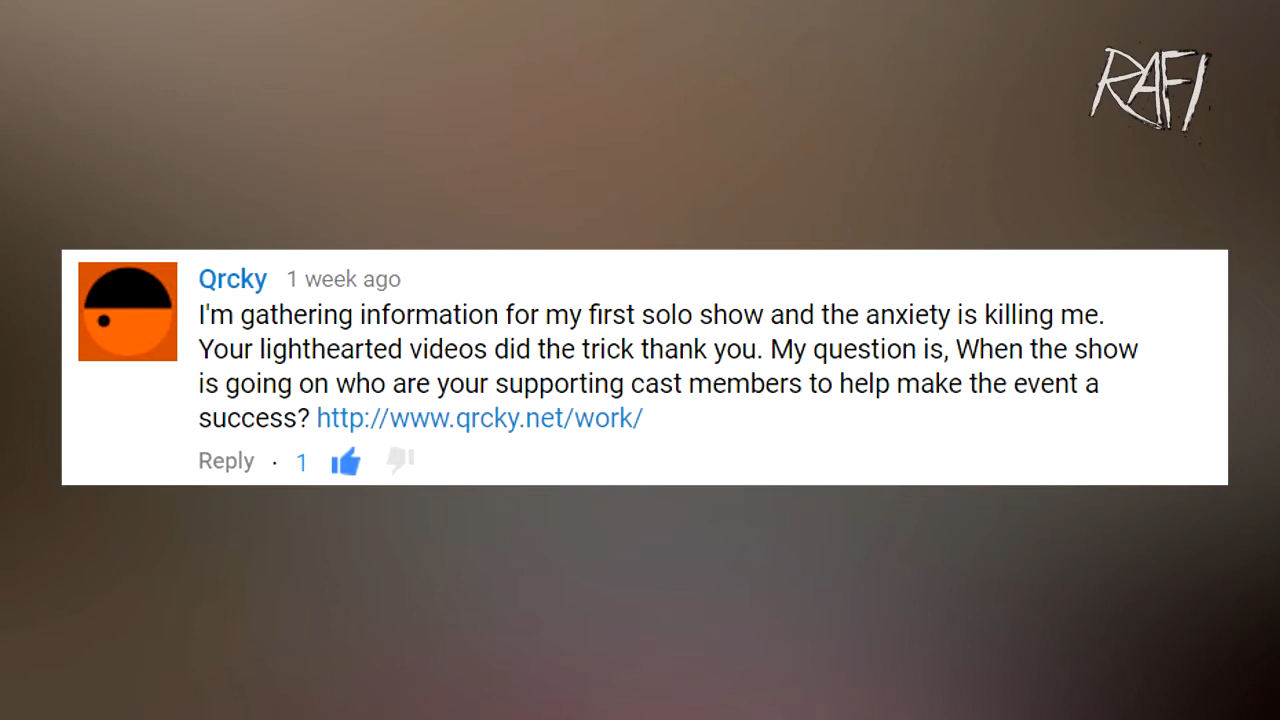 RAFI
Qrcky 1 week ago
I'm gathering information for my first solo show and the anxiety is killing me.
Your lighthearted videos did the trick thank you. My question is, When the show
is going on who are your supporting cast members to help make the event a
success? http://www.qrcky.net/work/
Reply · 1